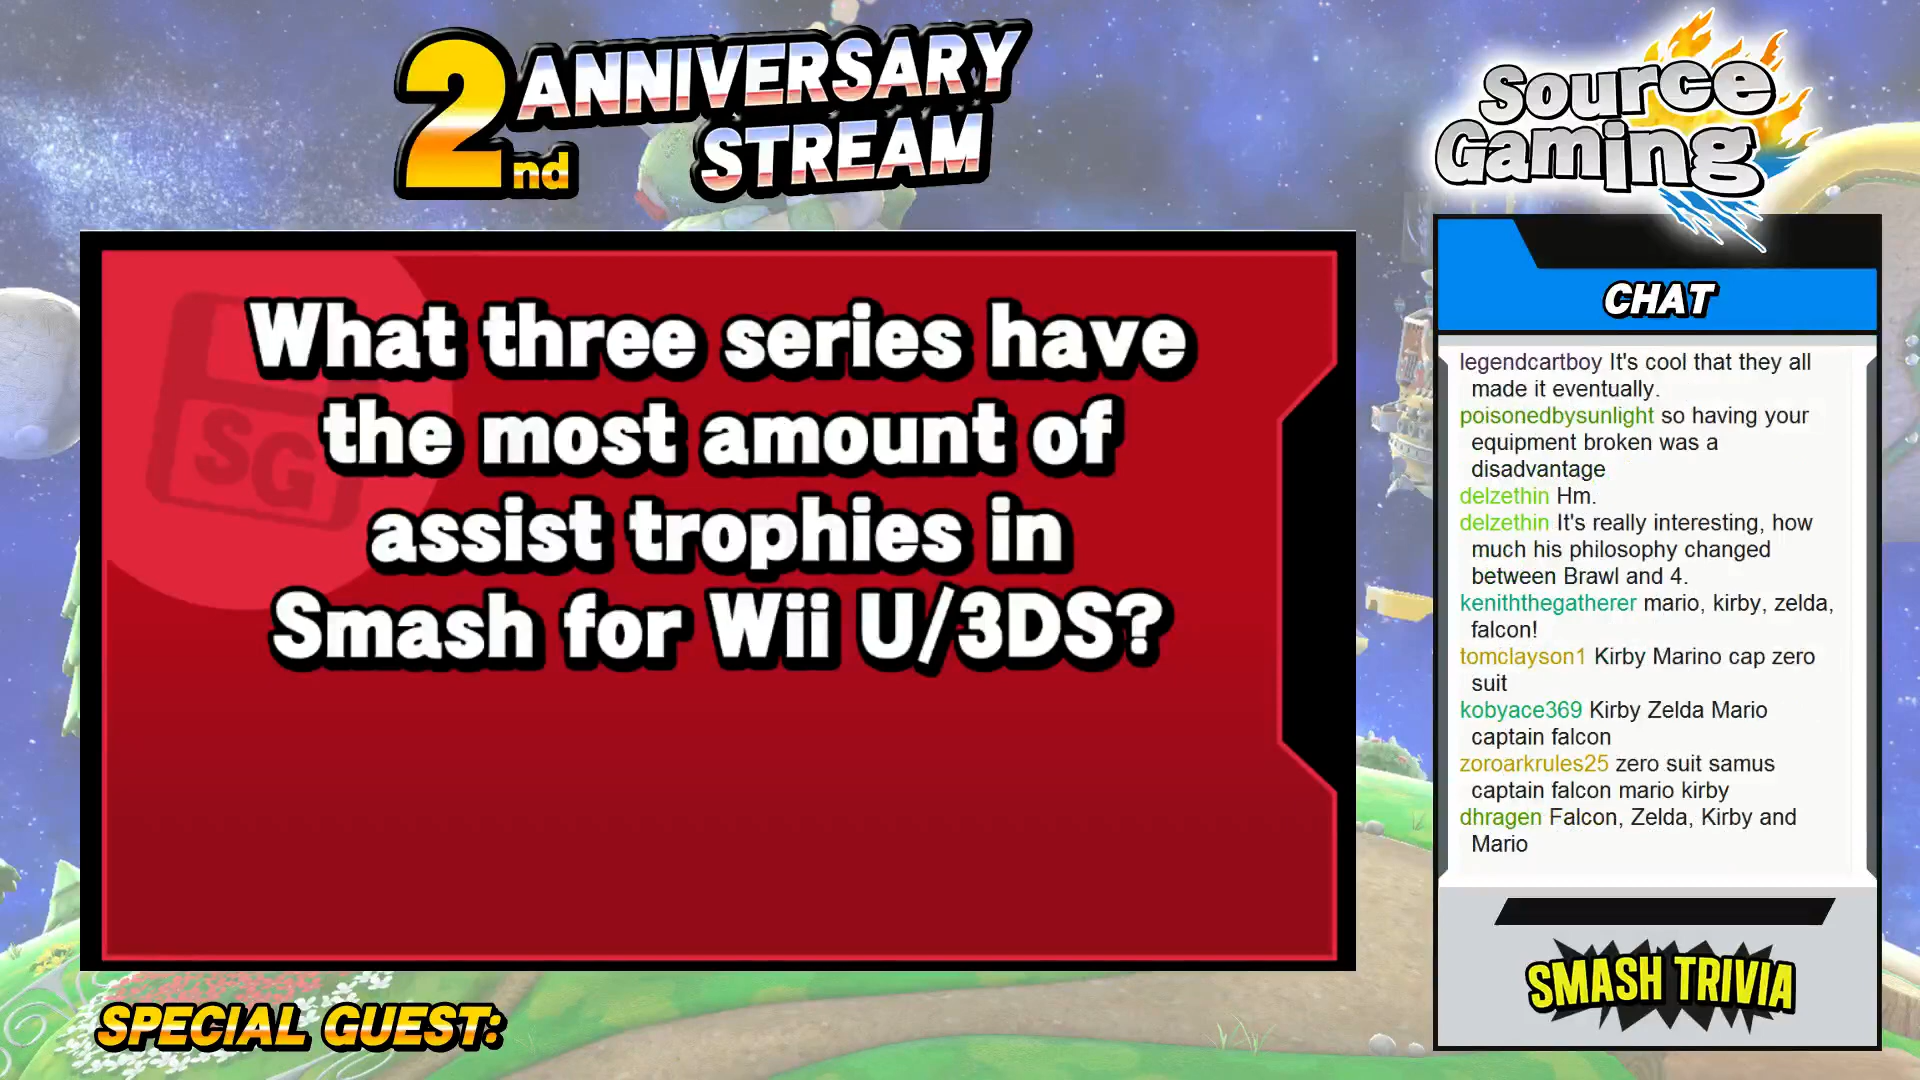 2nd ANNIVERSARY
STREAM
Source
Gaming
What three series have
the most amount of
assist trophies in
Smash for Wii U/3DS?
SG
CHAT
legendcartboy It's cool that they all
made it eventually.
poisonedbysunlight so having your
equipment broken was a
disadvantage
delzethin Hm.
delzethin It's really interesting, how
much his philosophy changed
between Brawl and 4.
keniththegatherer mario, kirby, zelda,
falcon!
tomclayson1 Kirby Marino cap zero
suit
kobyace369 Kirby Zelda Mario
captain falcon
zoroarkrules25 zero suit samus
captain falcon mario kirby
dhragen Falcon, Zelda, Kirby and
Mario
SMASH TRIVIA
SPECIAL GUEST: